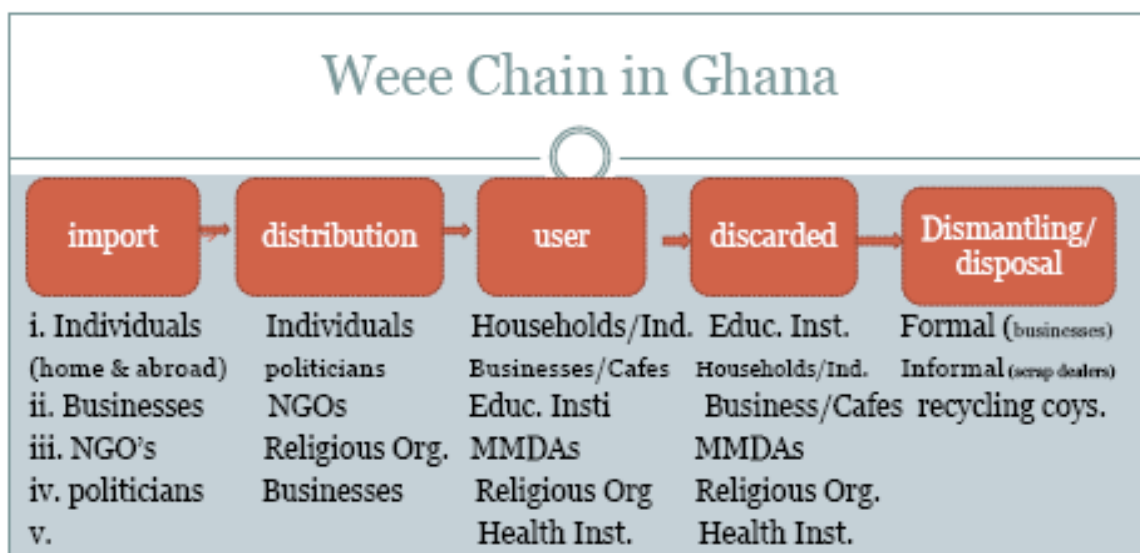 Weee Chain in Ghana
import
distribution
user
discarded
Dismantling/
disposal
i. Individuals
(home & abroad)
ii. Businesses
iii. NGO's
iv. politicians
v.
Individuals
politicians
NGOs
Religious Org.
Businesses
Households/Ind.
Businesses/Cafes
Educ. Insti
MMDAs
Religious Org
Health Inst.
Educ. Inst.
Households/Ind.
Business/Cafes
MMDAs
Religious Org.
Health Inst.
Formal (businesses)
Informal (scrap dealers)
recycling coys.